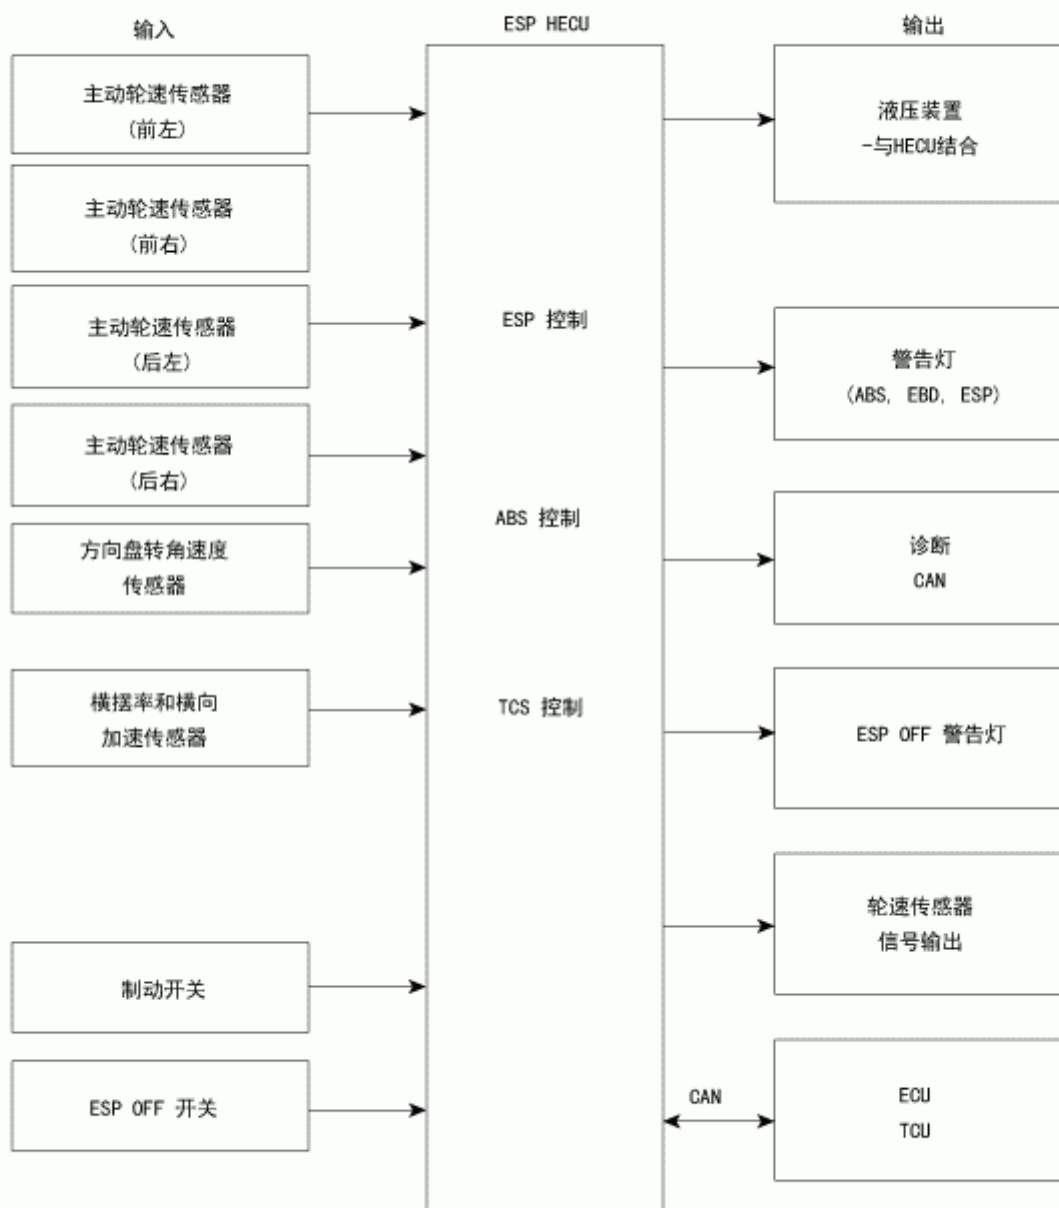 输入
主动轮速传感器
(前左)
主动轮速传感器
(前右)
主动轮速传感器
(后左)
主动轮速传感器
(后右)
方向盘转角速度
传感器
横摆率和横向
加速传感器
制动开关
ESP OFF 开关
ESP HECU
ESP 控制
ABS 控制
TCS 控制
输出
液压装置
-与HECU结合
警告灯
(ABS, EBD, ESP)
诊断
CAN
ESP OFF 警告灯
轮速传感器
信号输出
CAN
ECU
TCU